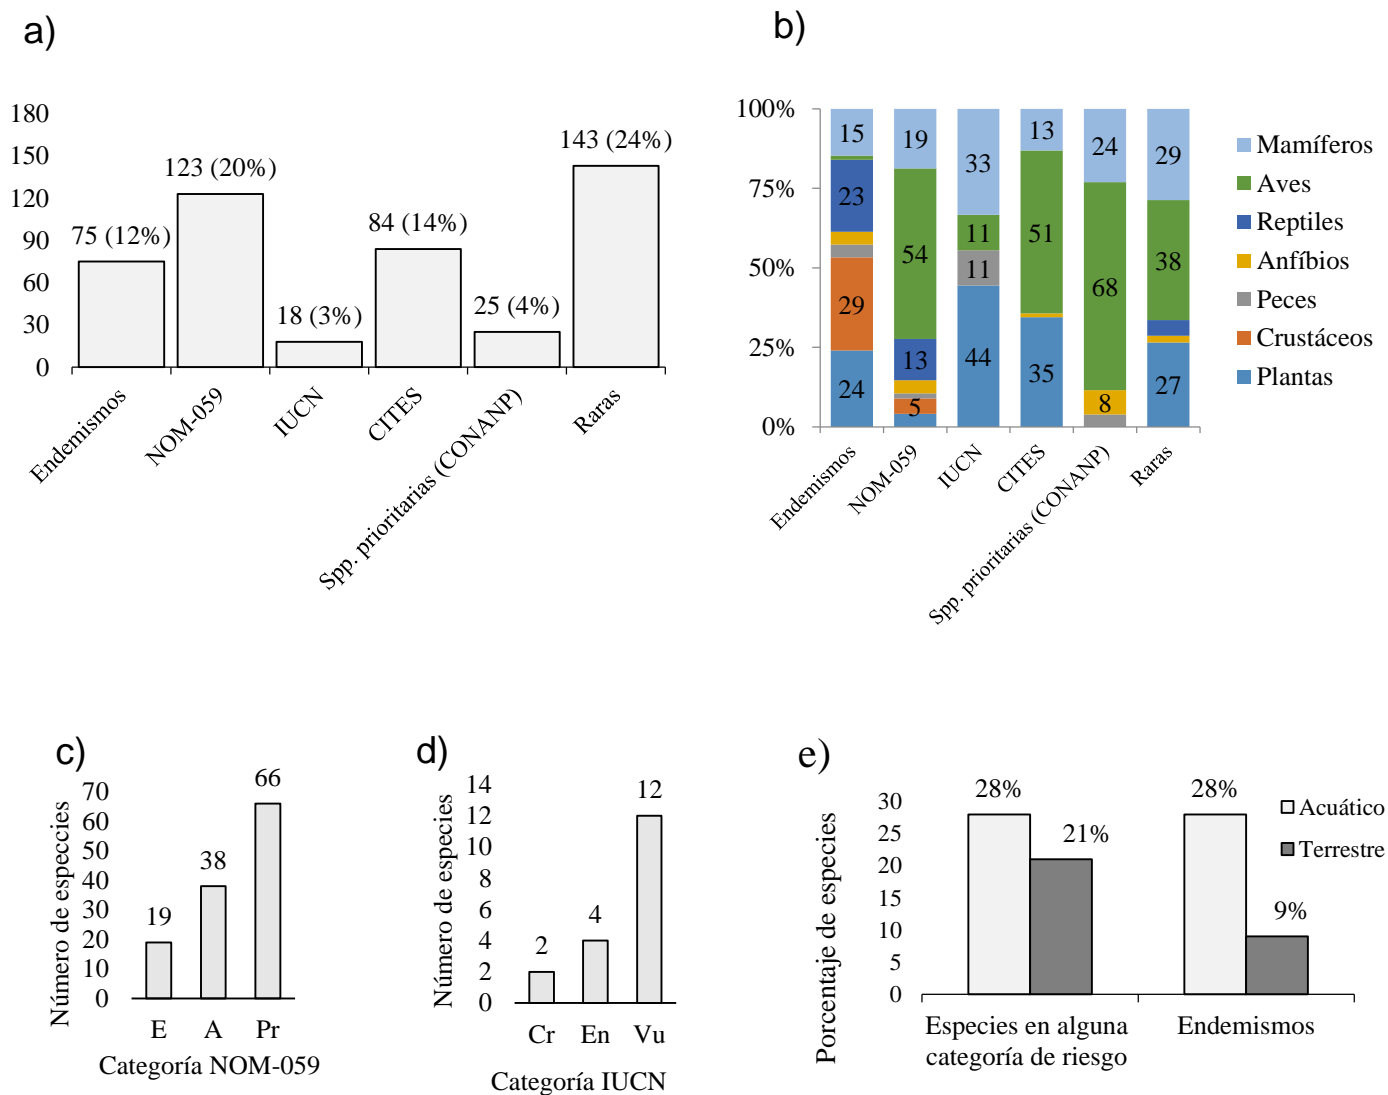 a)
180
150
120
90
60
30
0
75 (12%)
123 (20%)
18 (3%)
84 (14%)
25 (4%)
143 (24%)
Endemismos
NOM-059
IUCN
CITES
Spp. prioritarias (CONANP)
Raras
b)
100%
75%
50%
25%
0%
15
23
29
24
19
54
13
5
33
11
11
44
13
51
35
24
68
8
29
38
27
Endemismos
NOM-059
IUCN
CITES
Spp. prioritarias (CONANP)
Raras
Mamíferos
Aves
Reptiles
Anfíbios
Peces
Crustáceos
Plantas
c)
Número de especcies
70
60
50
40
30
20
10
0
19
38
66
E
A
Pr
Categoría NOM-059
d)
Número de especies
14
12
10
8
6
4
2
0
2
4
12
Cr
En
Vu
Categoría IUCN
e)
Porcentaje de especies
30
25
20
15
10
5
0
28%
21%
28%
9%
Especies en alguna
categoría de riesgo
Endemismos
Acuático
Terrestre